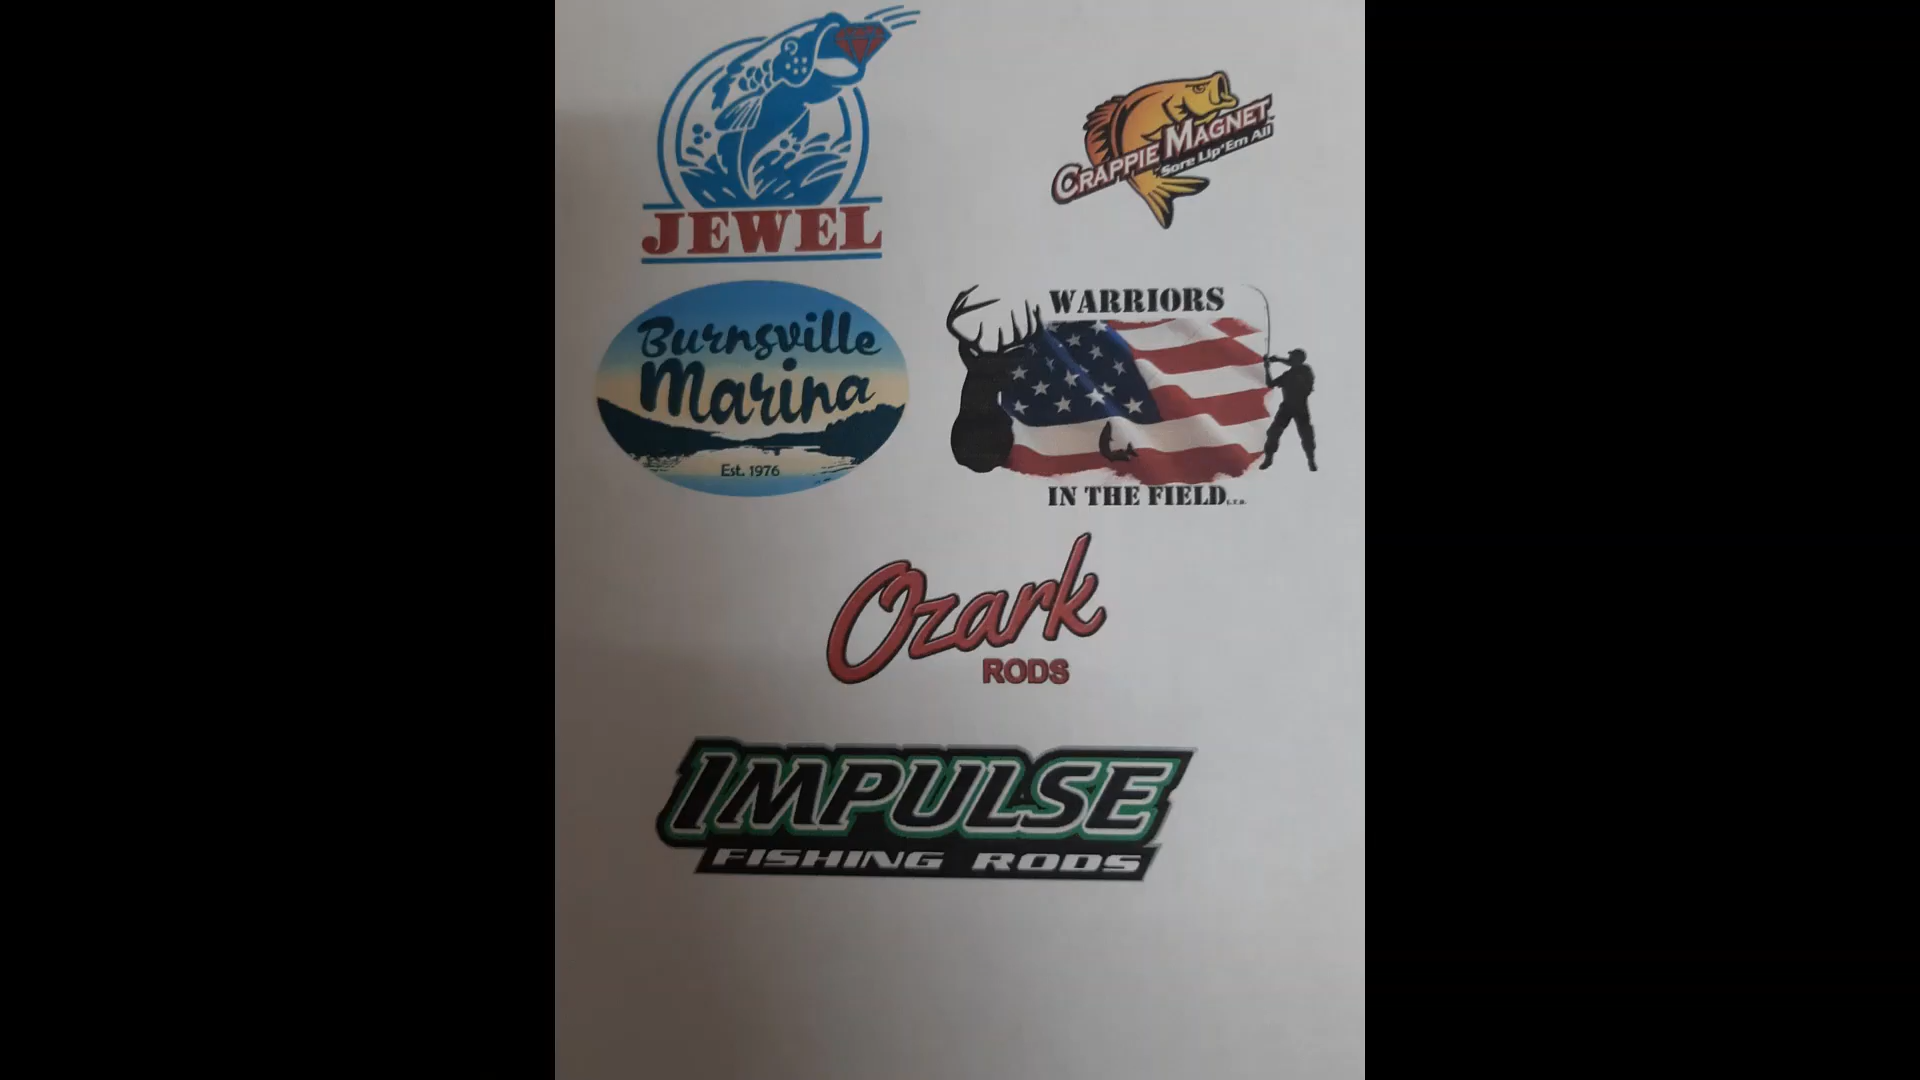 JEWEL
CRAPPIE MAGNET
Sore Lip'Em All
Burnsville
Marina
Est. 1976
WARRIORS
IN THE FIELD
Ozark
RODS
IMPULSE
FISHING RODS